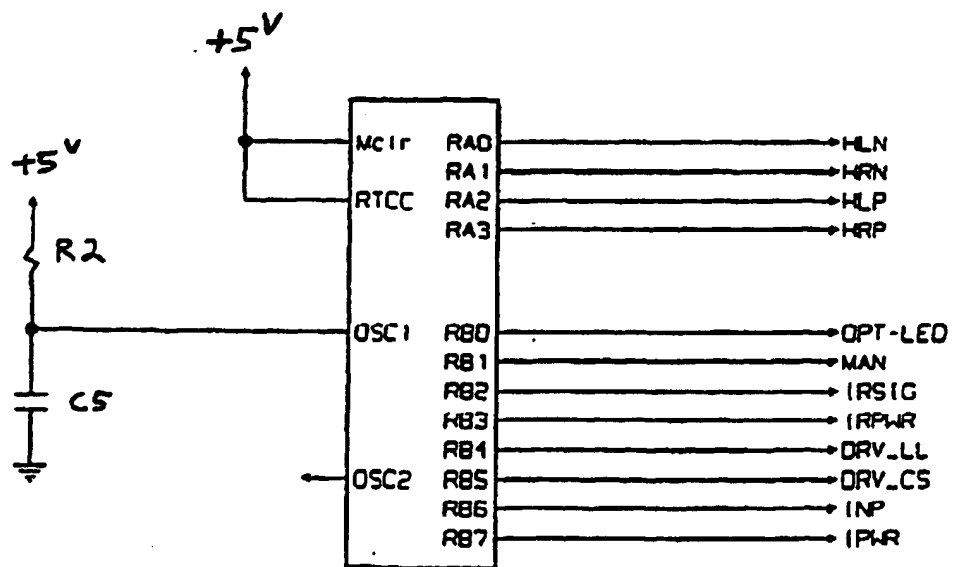 +5V
+5V
Mclr RA0 HLN
RA1 HRN
RTCC RA2 HLP
RA3 HRP
R2
OSC1 RB0 OPT-LED
RB1 MAN
C5 RB2 IRSIG
RB3 IRPWR
RB4 DRV_LL
OSC2 RB5 DRV_CS
RB6 INP
RB7 IPWR